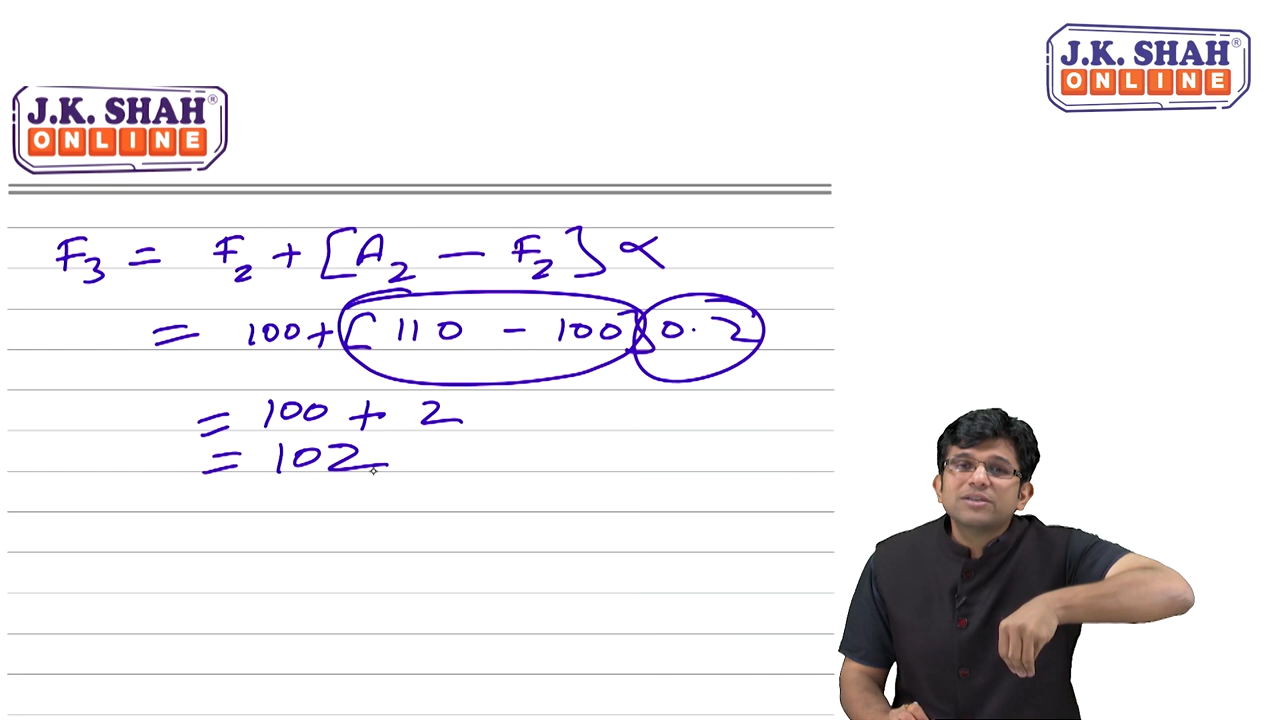 J.K. SHAH®
ONLINE
J.K. SHAH®
ONLINE
F₃ = F₂ + [A₂ - F₂] ∝
= 100 + [110 - 100] 0.2
= 100 + 2
= 102